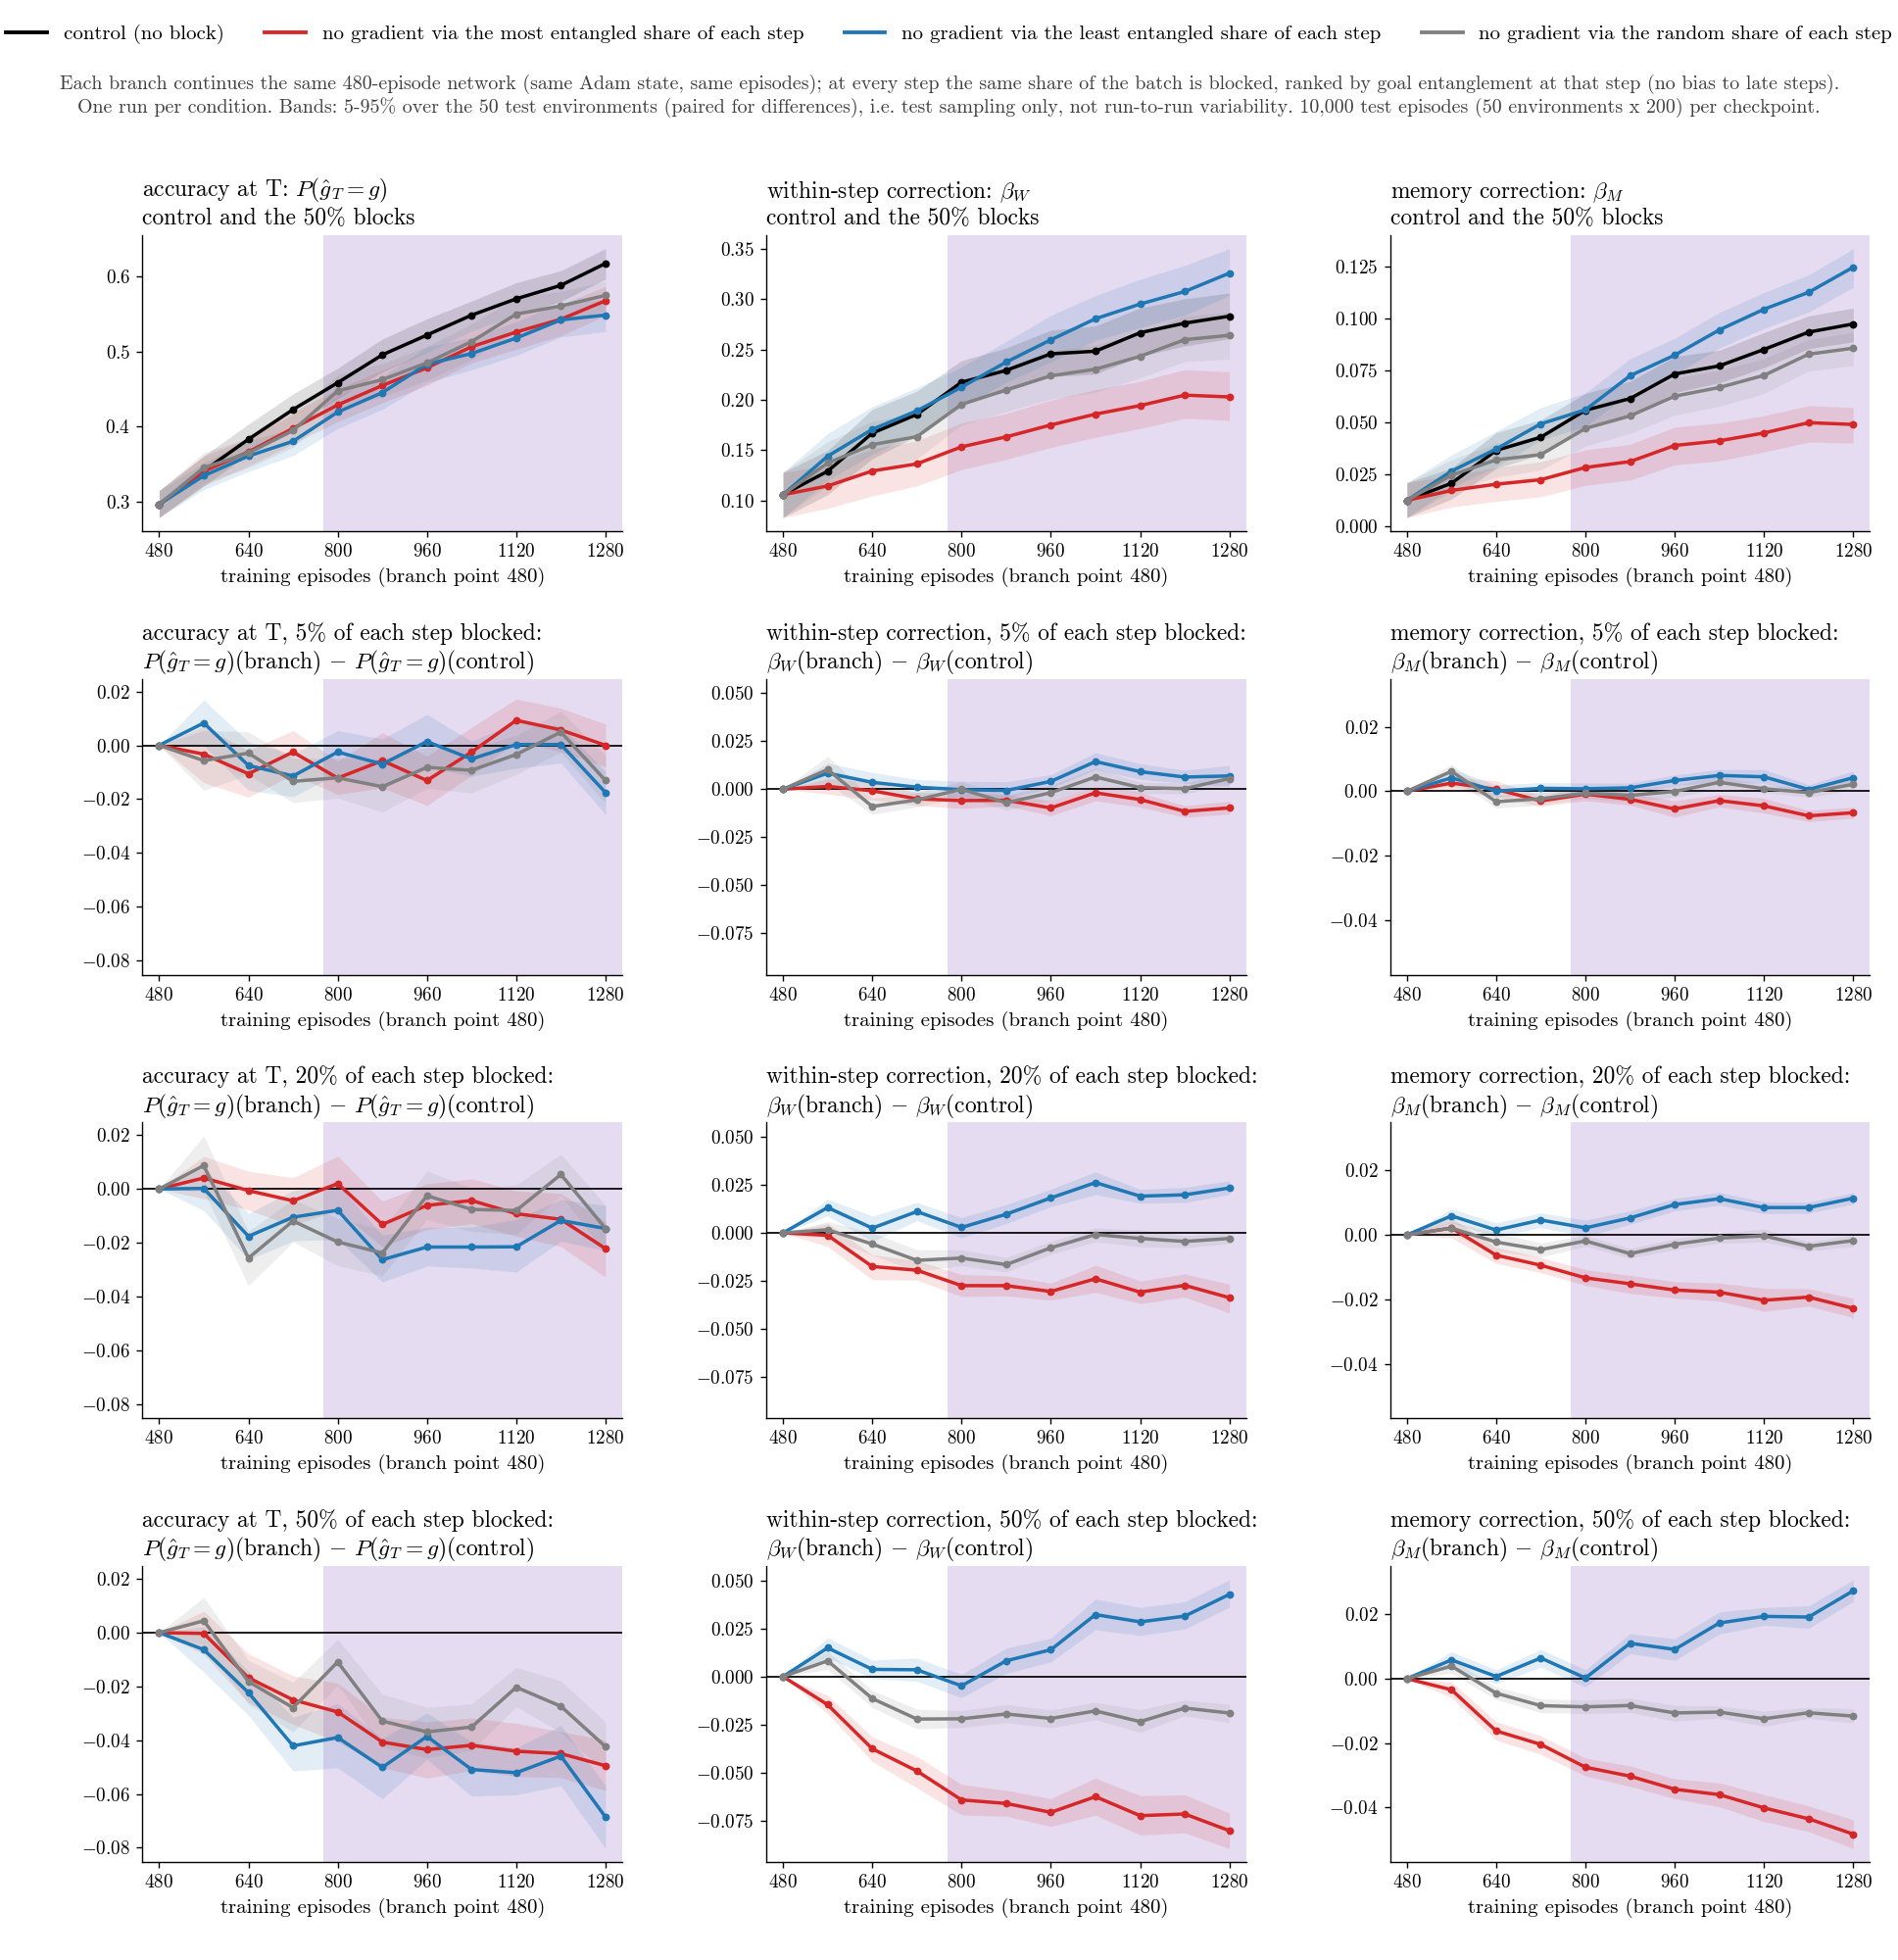 control (no block)
no gradient via the most entangled share of each step
no gradient via the least entangled share of each step
no gradient via the random share of each step
Each branch continues the same 480-episode network (same Adam state, same episodes); at every step the same share of the batch is blocked, ranked by goal entanglement at that step (no bias to late steps).
One run per condition. Bands: 5-95% over the 50 test environments (paired for differences), i.e. test sampling only, not run-to-run variability. 10,000 test episodes (50 environments x 200) per checkpoint.
accuracy at T: P(ĝ_T = g)
control and the 50% blocks
0.6
0.5
0.4
0.3
480 640 800 960 1120 1280
training episodes (branch point 480)
within-step correction: β_W
control and the 50% blocks
0.35
0.30
0.25
0.20
0.15
0.10
480 640 800 960 1120 1280
training episodes (branch point 480)
memory correction: β_M
control and the 50% blocks
0.125
0.100
0.075
0.050
0.025
0.000
480 640 800 960 1120 1280
training episodes (branch point 480)
accuracy at T, 5% of each step blocked:
P(ĝ_T = g)(branch) − P(ĝ_T = g)(control)
0.02
0.00
−0.02
−0.04
−0.06
−0.08
480 640 800 960 1120 1280
training episodes (branch point 480)
within-step correction, 5% of each step blocked:
β_W(branch) − β_W(control)
0.050
0.025
0.000
−0.025
−0.050
−0.075
480 640 800 960 1120 1280
training episodes (branch point 480)
memory correction, 5% of each step blocked:
β_M(branch) − β_M(control)
0.02
0.00
−0.02
−0.04
480 640 800 960 1120 1280
training episodes (branch point 480)
accuracy at T, 20% of each step blocked:
P(ĝ_T = g)(branch) − P(ĝ_T = g)(control)
0.02
0.00
−0.02
−0.04
−0.06
−0.08
480 640 800 960 1120 1280
training episodes (branch point 480)
within-step correction, 20% of each step blocked:
β_W(branch) − β_W(control)
0.050
0.025
0.000
−0.025
−0.050
−0.075
480 640 800 960 1120 1280
training episodes (branch point 480)
memory correction, 20% of each step blocked:
β_M(branch) − β_M(control)
0.02
0.00
−0.02
−0.04
480 640 800 960 1120 1280
training episodes (branch point 480)
accuracy at T, 50% of each step blocked:
P(ĝ_T = g)(branch) − P(ĝ_T = g)(control)
0.02
0.00
−0.02
−0.04
−0.06
−0.08
480 640 800 960 1120 1280
training episodes (branch point 480)
within-step correction, 50% of each step blocked:
β_W(branch) − β_W(control)
0.050
0.025
0.000
−0.025
−0.050
−0.075
480 640 800 960 1120 1280
training episodes (branch point 480)
memory correction, 50% of each step blocked:
β_M(branch) − β_M(control)
0.02
0.00
−0.02
−0.04
480 640 800 960 1120 1280
training episodes (branch point 480)